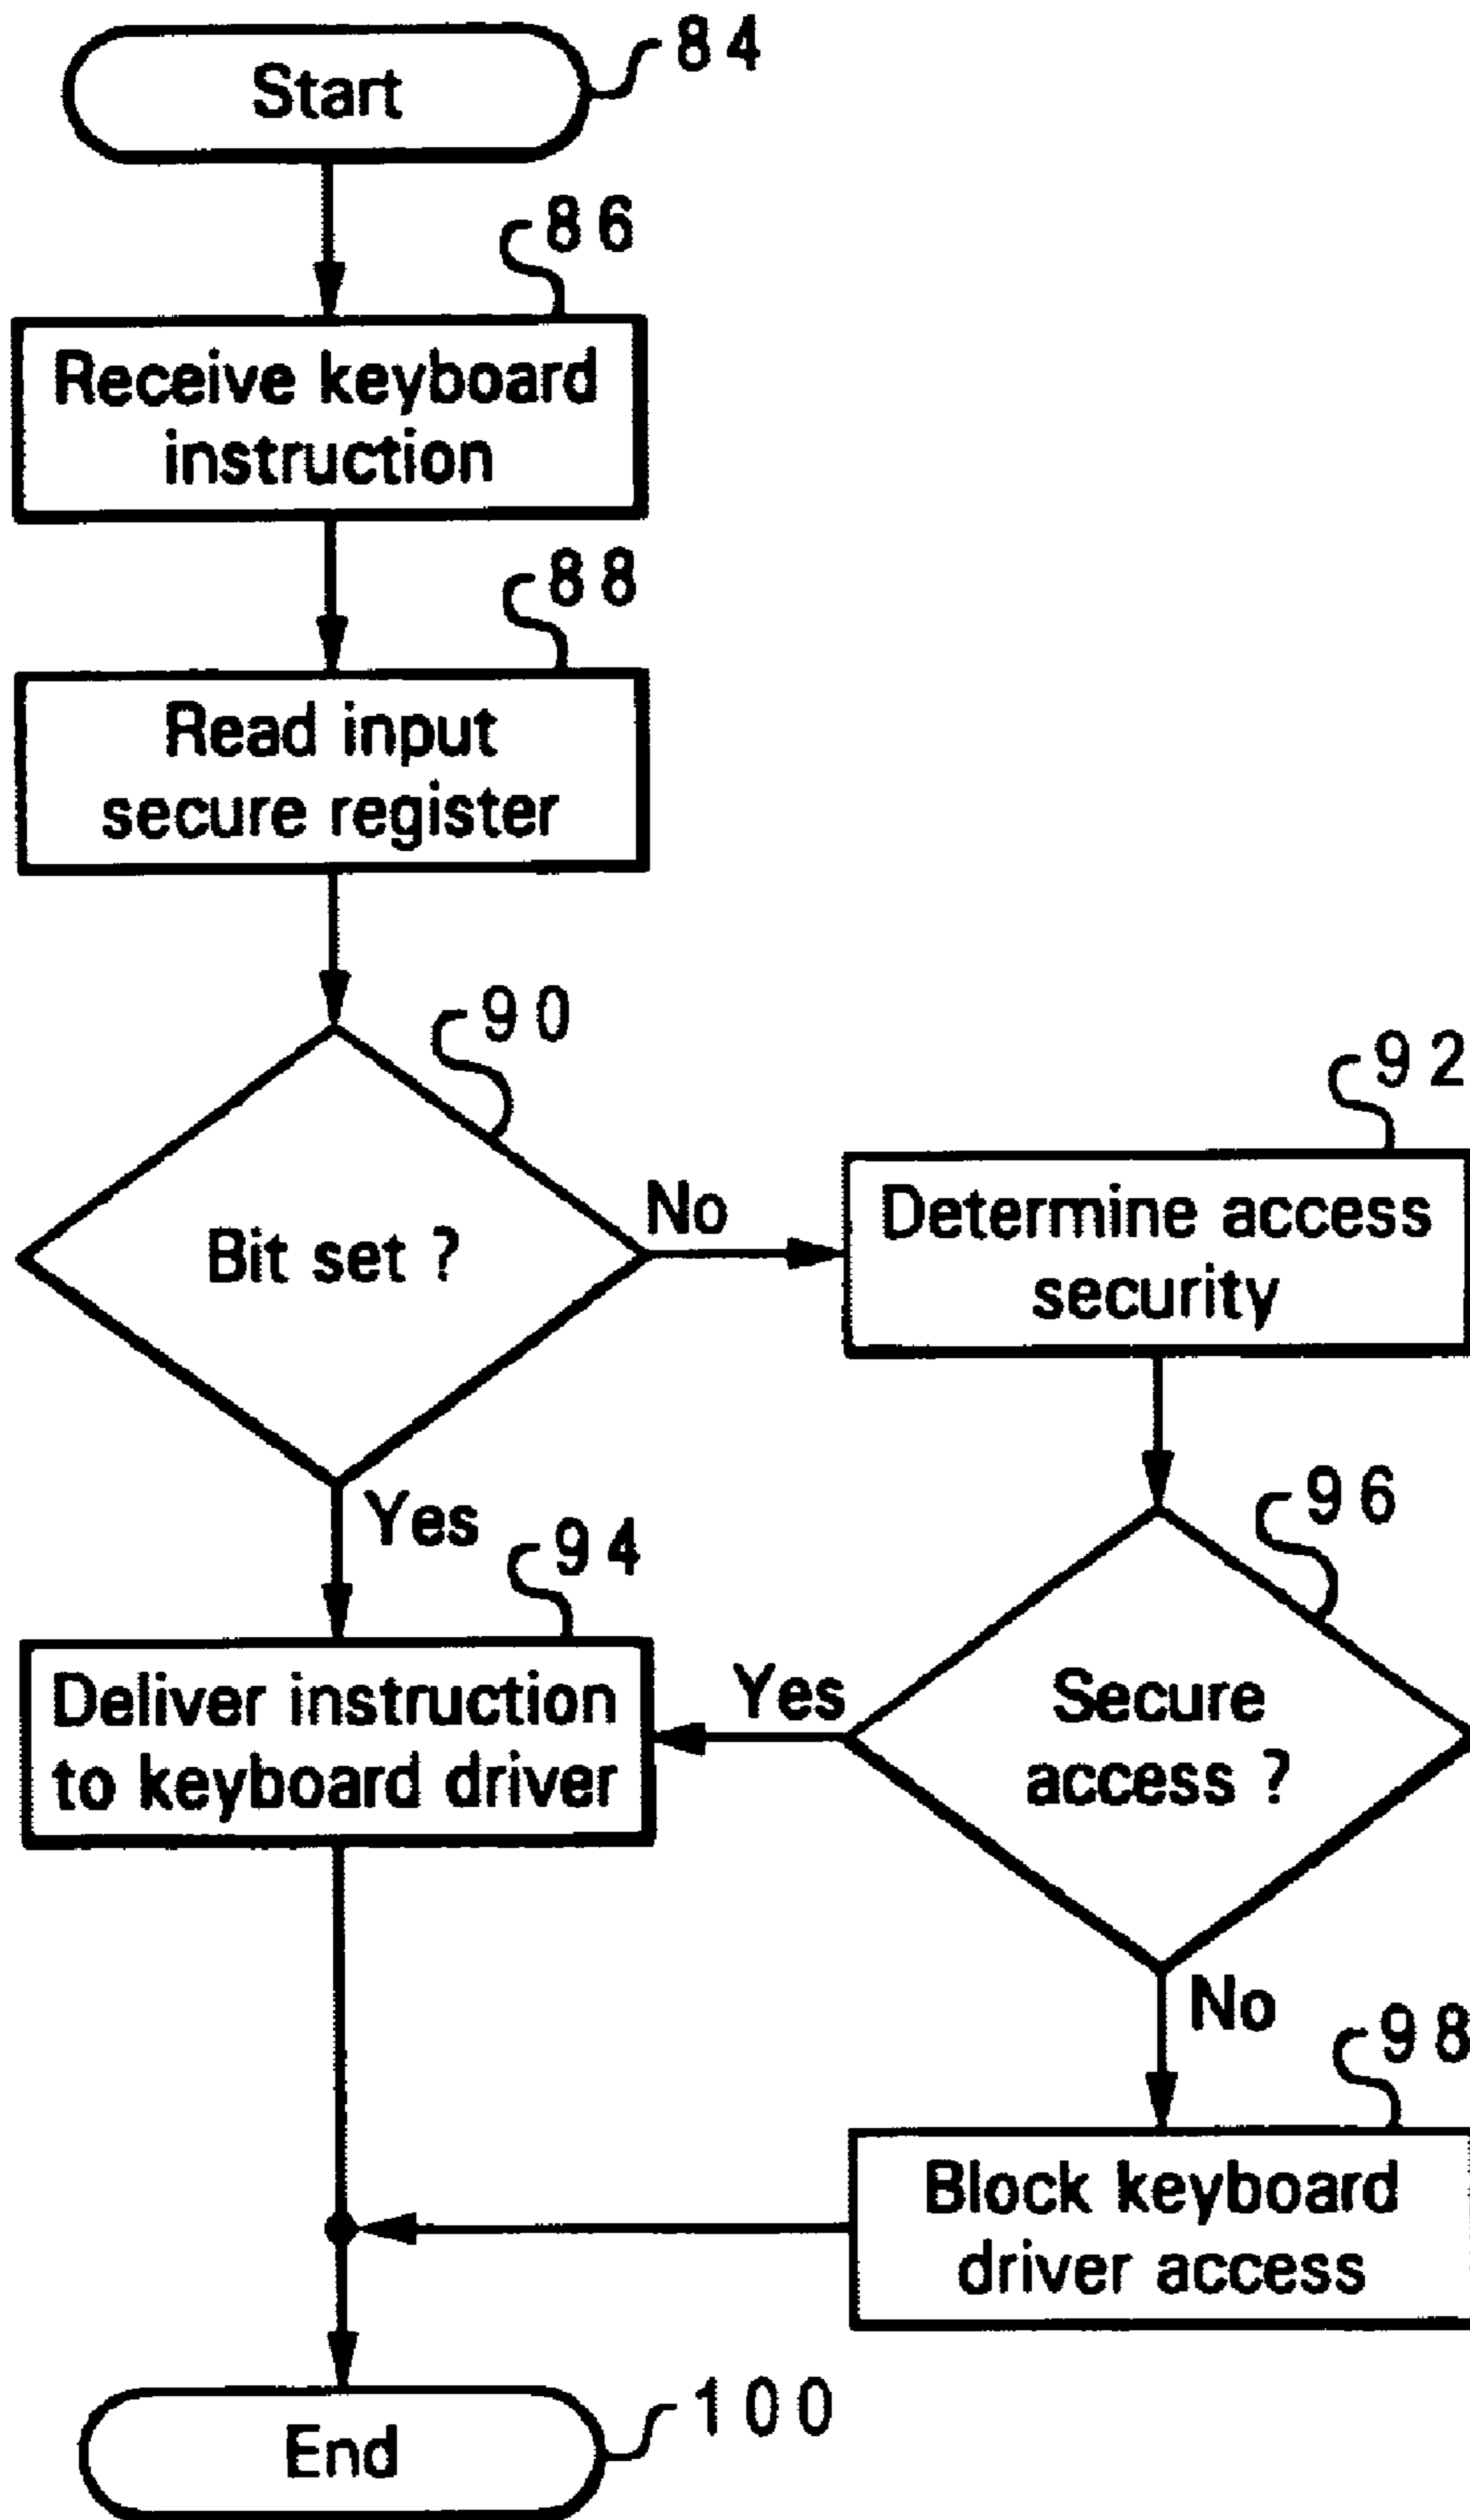 Start
84
86
Receive keyboard
instruction
88
Read input
secure register
90
Bit set ?
No
92
Determine access
security
Yes
94
Deliver instruction
to keyboard driver
96
Secure
access ?
Yes
No
98
Block keyboard
driver access
End
100